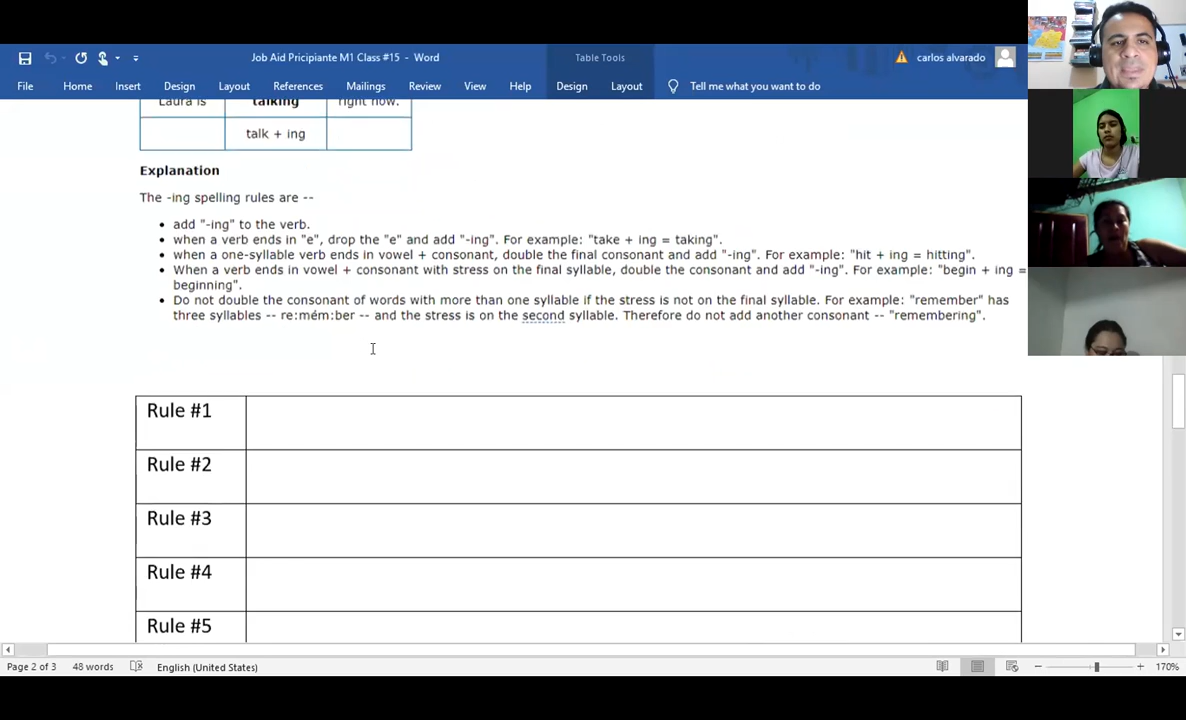 Job Aid Pricipiante M1 Class #15 - Word
Table Tools
carlos alvarado
File Home Insert Design Layout References Mailings Review View Help Design Layout Tell me what you want to do
Laura is talking right now.
talk + ing
Explanation
The -ing spelling rules are --
• add "-ing" to the verb.
• when a verb ends in "e", drop the "e" and add "-ing". For example: "take + ing = taking".
• when a one-syllable verb ends in vowel + consonant, double the final consonant and add "-ing". For example: "hit + ing = hitting".
• When a verb ends in vowel + consonant with stress on the final syllable, double the consonant and add "-ing". For example: "begin + ing =
beginning".
• Do not double the consonant of words with more than one syllable if the stress is not on the final syllable. For example: "remember" has
three syllables -- re:mém:ber -- and the stress is on the second syllable. Therefore do not add another consonant -- "remembering".
Rule #1
Rule #2
Rule #3
Rule #4
Rule #5
Page 2 of 3 48 words English (United States) 170%